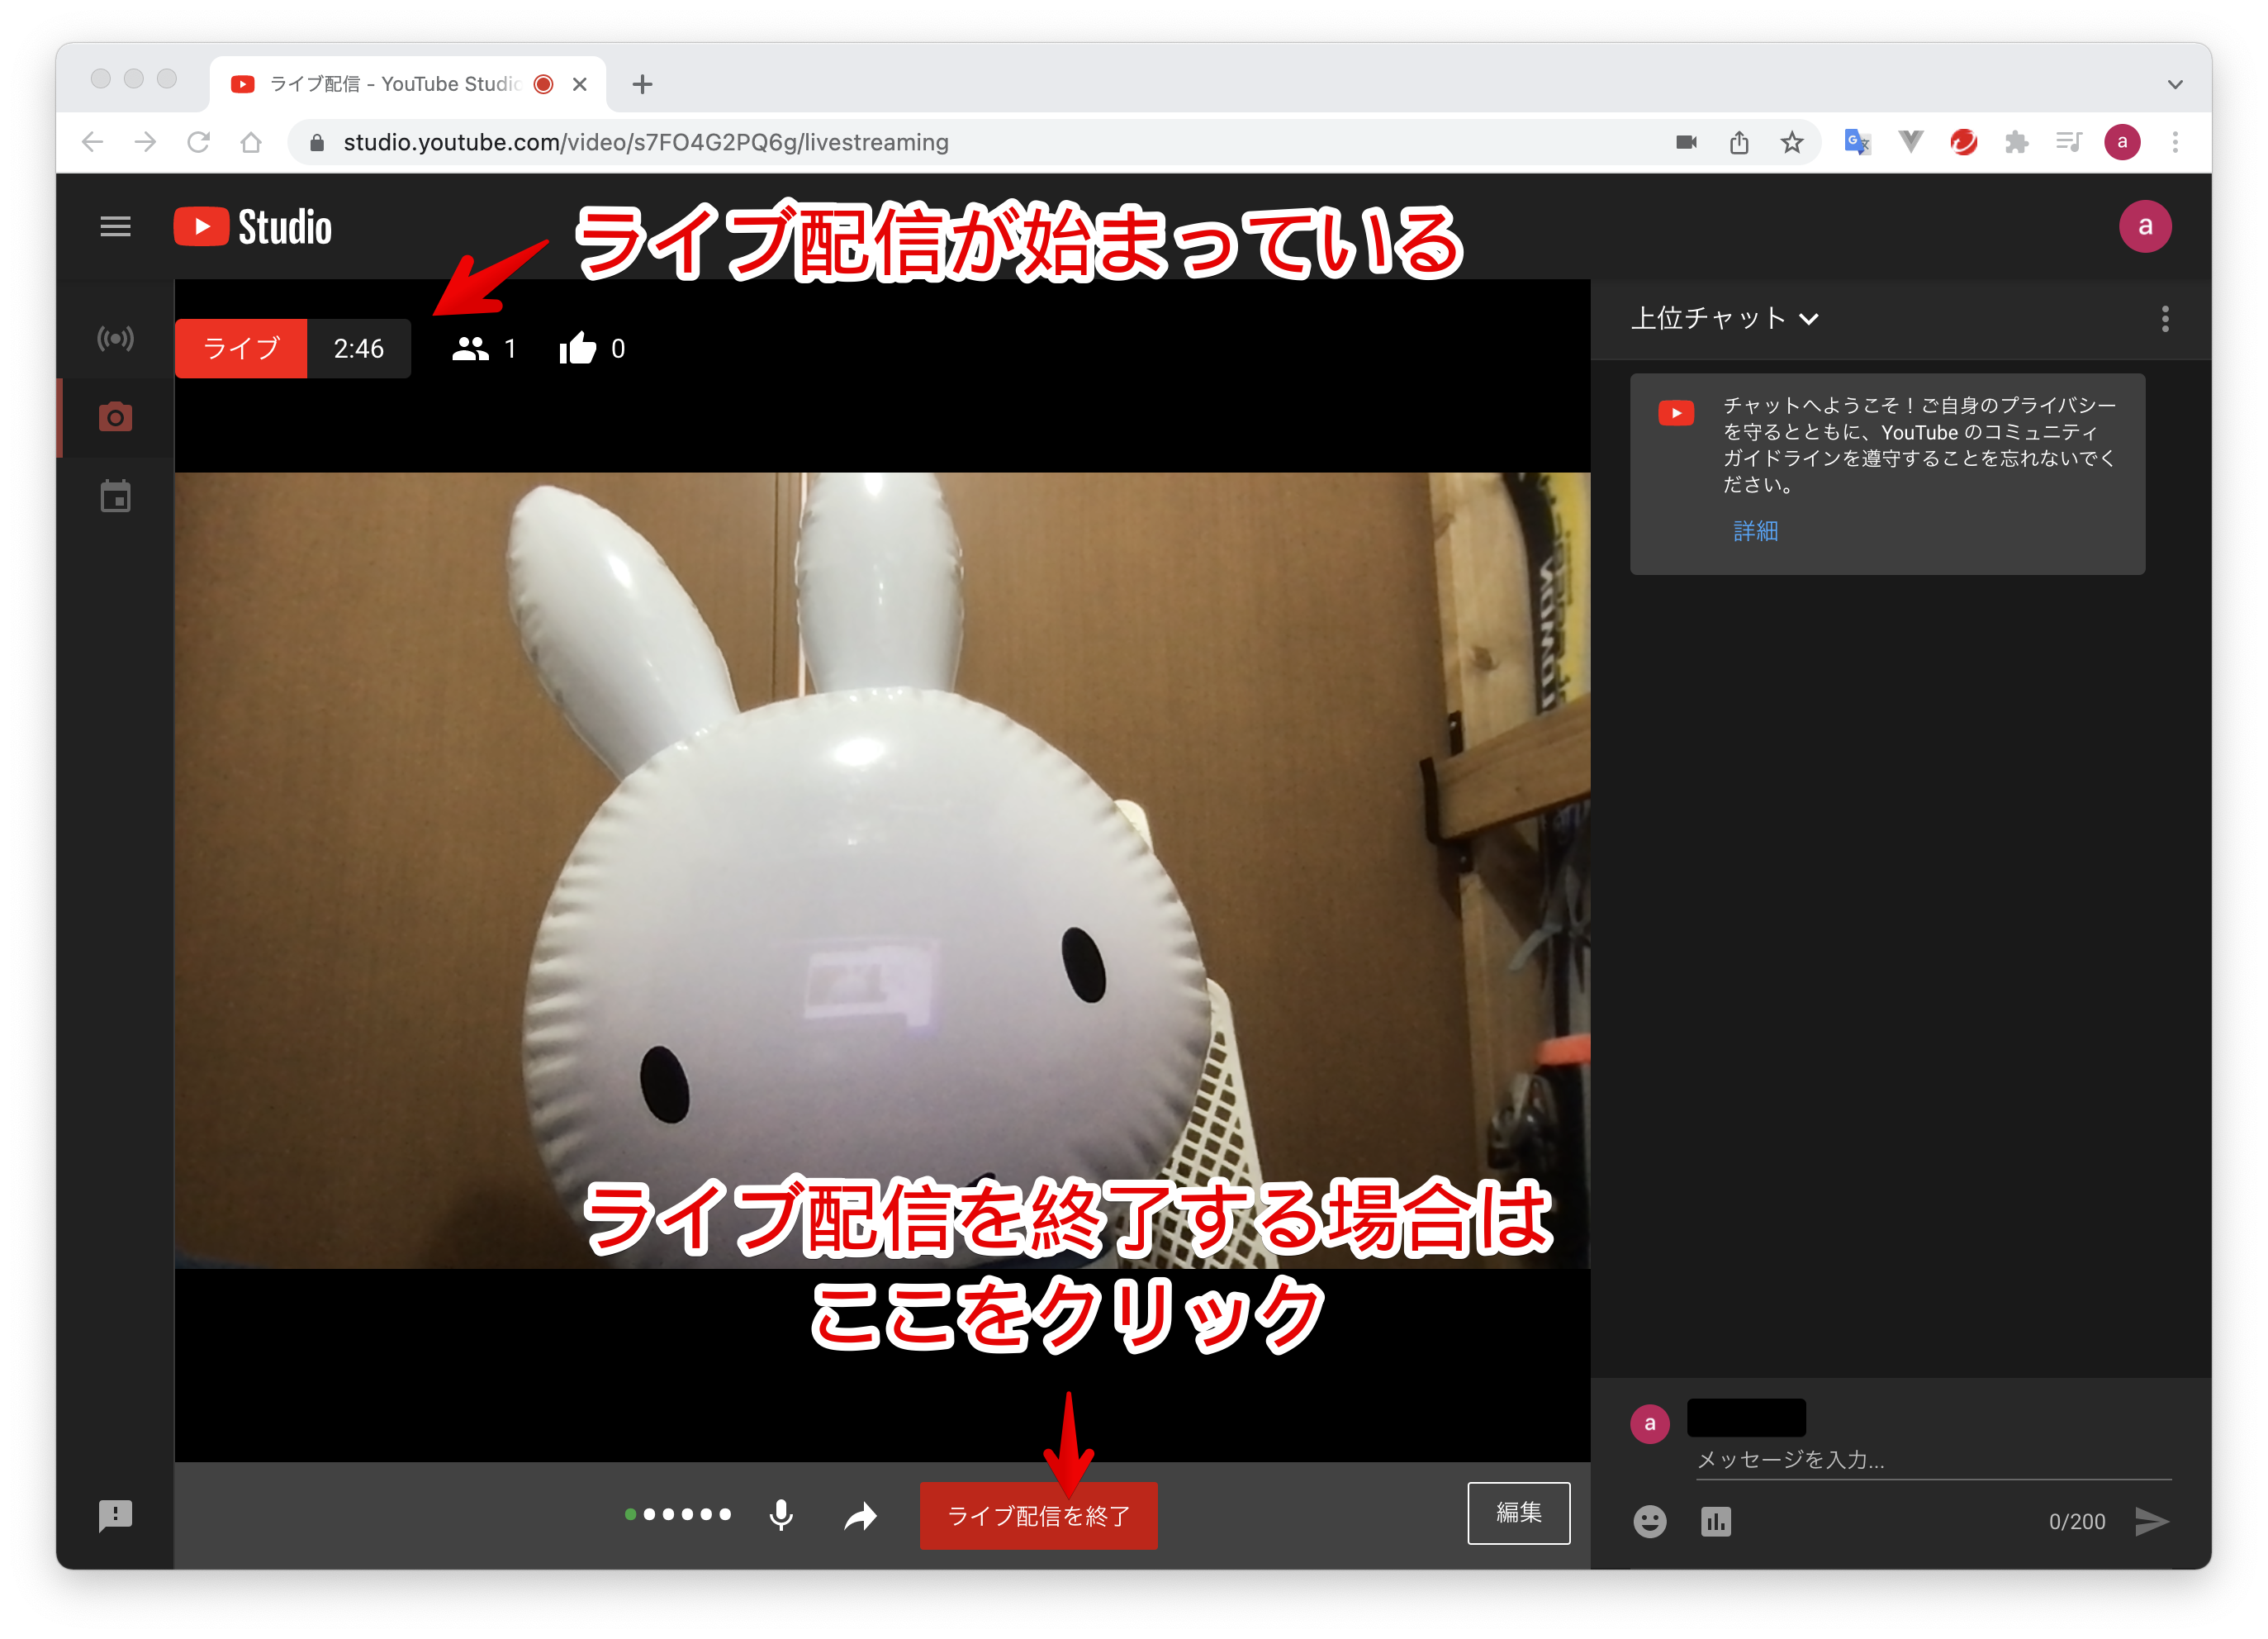 ライブ配信 - YouTube Studio
studio.youtube.com/video/s7FO4G2PQ6g/livestreaming
a
Studio
ライブ配信が始まっている
a
ライブ 2:46 1 0
上位チャット
チャットへようこそ！ご自身のプライバシー
を守るとともに、YouTube のコミュニティ
ガイドラインを遵守することを忘れないでく
ださい。
詳細
ライブ配信を終了する場合は
ここをクリック
a
メッセージを入力...
ライブ配信を終了
編集
0/200